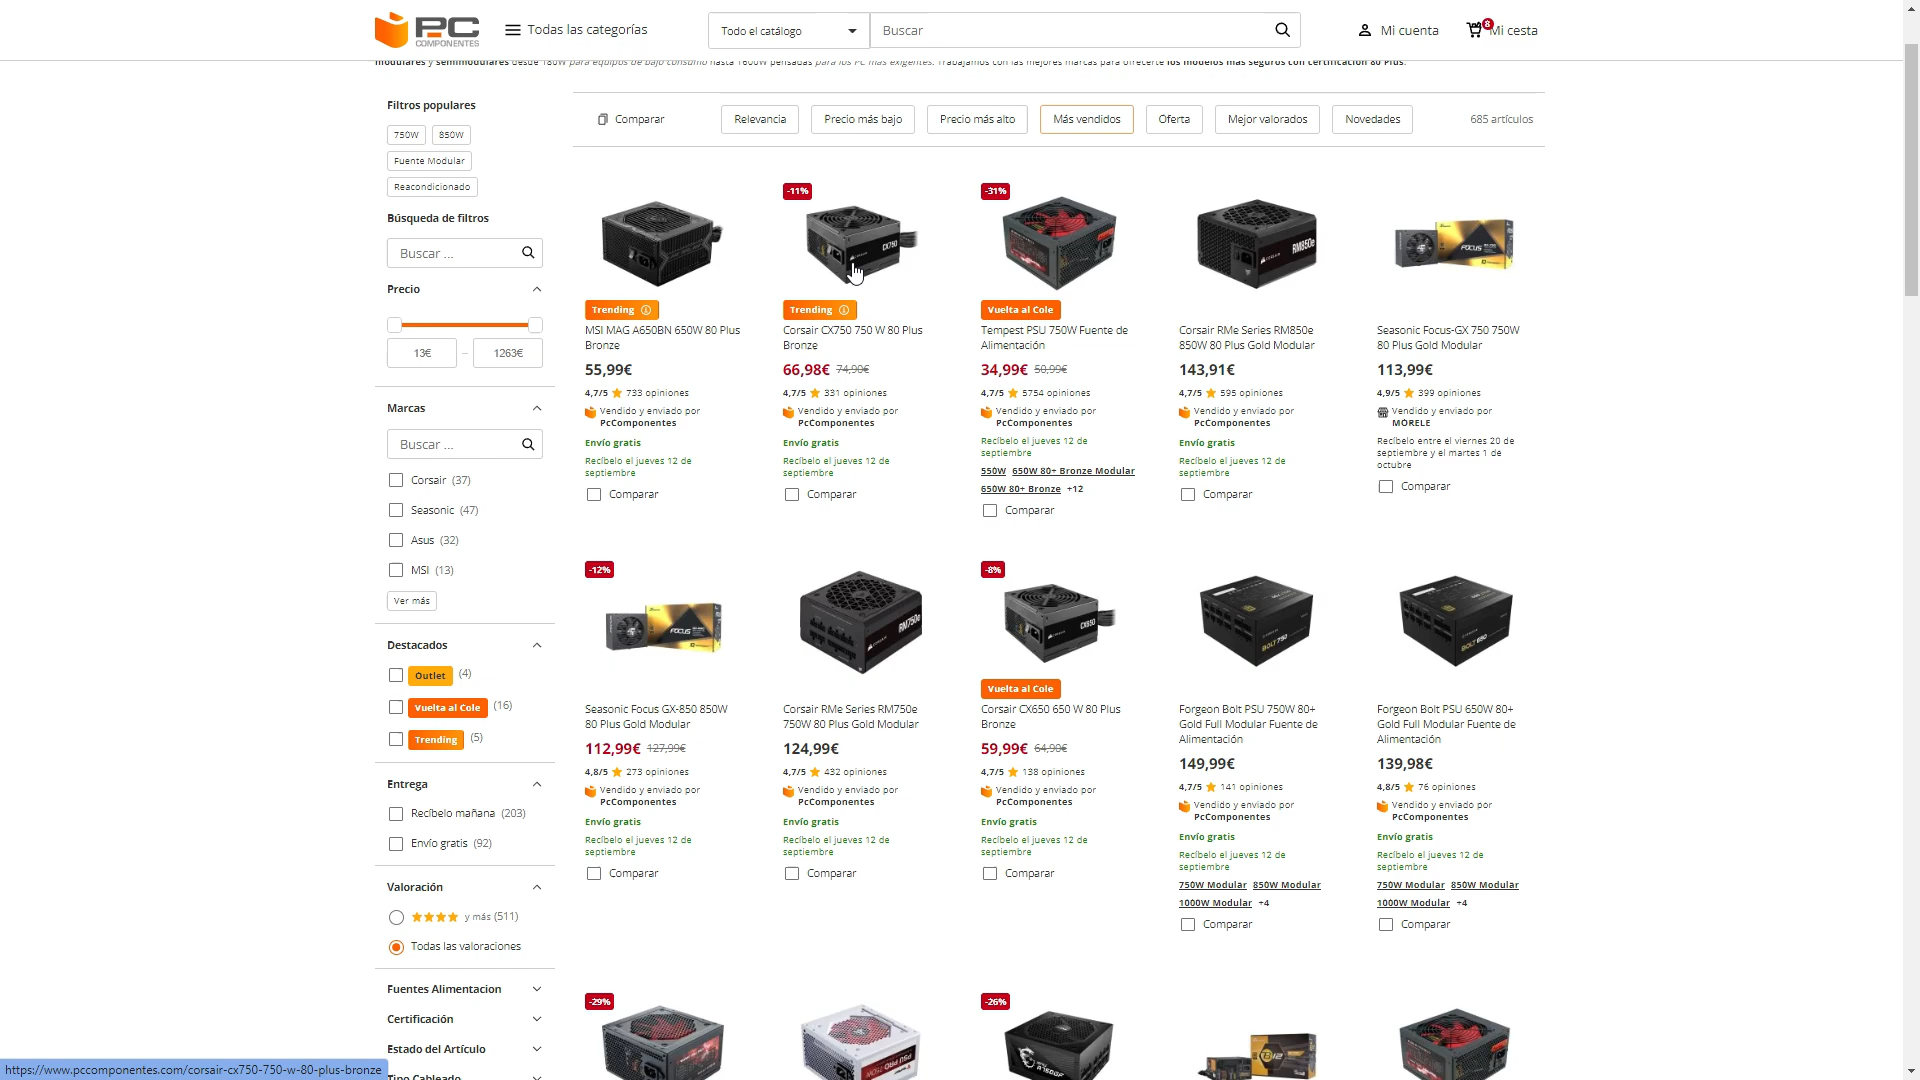 PC
COMPONENTES
Todas las categorías
Todo el catálogo
Buscar
Mi cuenta
8
Mi cesta
modulares y semimodulares desde 180W para equipos de bajo consumo hasta 1600W pensadas para los PC más exigentes. Trabajamos con las mejores marcas para ofrecerte los modelos más seguros con certificación 80 Plus.
Filtros populares
750W
850W
Fuente Modular
Reacondicionado
Búsqueda de filtros
Buscar ...
Precio
13€
–
1263€
Marcas
Buscar ...
Corsair (37)
Seasonic (47)
Asus (32)
MSI (13)
Ver más
Destacados
Outlet (4)
Vuelta al Cole (16)
Trending (5)
Entrega
Recíbelo mañana (203)
Envío gratis (92)
Valoración
y más (511)
Todas las valoraciones
Fuentes Alimentacion
Certificación
Estado del Artículo
Tipo Cableado
Comparar
Relevancia
Precio más bajo
Precio más alto
Más vendidos
Oferta
Mejor valorados
Novedades
685 artículos
Trending
MSI MAG A650BN 650W 80 Plus
Bronze
55,99€
4,7/5 733 opiniones
Vendido y enviado por
PcComponentes
Envío gratis
Recíbelo el jueves 12 de
septiembre
Comparar
-11%
CX750
Trending
Corsair CX750 750 W 80 Plus
Bronze
66,98€ 74,90€
4,7/5 331 opiniones
Vendido y enviado por
PcComponentes
Envío gratis
Recíbelo el jueves 12 de
septiembre
Comparar
-31%
Vuelta al Cole
Tempest PSU 750W Fuente de
Alimentación
34,99€ 50,99€
4,7/5 5754 opiniones
Vendido y enviado por
PcComponentes
Recíbelo el jueves 12 de
septiembre
550W 650W 80+ Bronze Modular
650W 80+ Bronze +12
Comparar
RM850e
Corsair RMe Series RM850e
850W 80 Plus Gold Modular
143,91€
4,7/5 595 opiniones
Vendido y enviado por
PcComponentes
Envío gratis
Recíbelo el jueves 12 de
septiembre
Comparar
FOCUS
Seasonic Focus-GX 750 750W
80 Plus Gold Modular
113,99€
4,9/5 399 opiniones
Vendido y enviado por
MORELE
Recíbelo entre el viernes 20 de
septiembre y el martes 1 de
octubre
Comparar
-12%
FOCUS
Seasonic Focus GX-850 850W
80 Plus Gold Modular
112,99€ 127,99€
4,8/5 273 opiniones
Vendido y enviado por
PcComponentes
Envío gratis
Recíbelo el jueves 12 de
septiembre
Comparar
RM750e
Corsair RMe Series RM750e
750W 80 Plus Gold Modular
124,99€
4,7/5 432 opiniones
Vendido y enviado por
PcComponentes
Envío gratis
Recíbelo el jueves 12 de
septiembre
Comparar
-8%
CX650
Vuelta al Cole
Corsair CX650 650 W 80 Plus
Bronze
59,99€ 64,90€
4,7/5 138 opiniones
Vendido y enviado por
PcComponentes
Envío gratis
Recíbelo el jueves 12 de
septiembre
Comparar
BOLT 750
Forgeon Bolt PSU 750W 80+
Gold Full Modular Fuente de
Alimentación
149,99€
4,7/5 141 opiniones
Vendido y enviado por
PcComponentes
Envío gratis
Recíbelo el jueves 12 de
septiembre
750W Modular 850W Modular
1000W Modular +4
Comparar
BOLT 650
Forgeon Bolt PSU 650W 80+
Gold Full Modular Fuente de
Alimentación
139,98€
4,8/5 76 opiniones
Vendido y enviado por
PcComponentes
Envío gratis
Recíbelo el jueves 12 de
septiembre
750W Modular 850W Modular
1000W Modular +4
Comparar
-29%
-26%
https://www.pccomponentes.com/corsair-cx750-750-w-80-plus-bronze